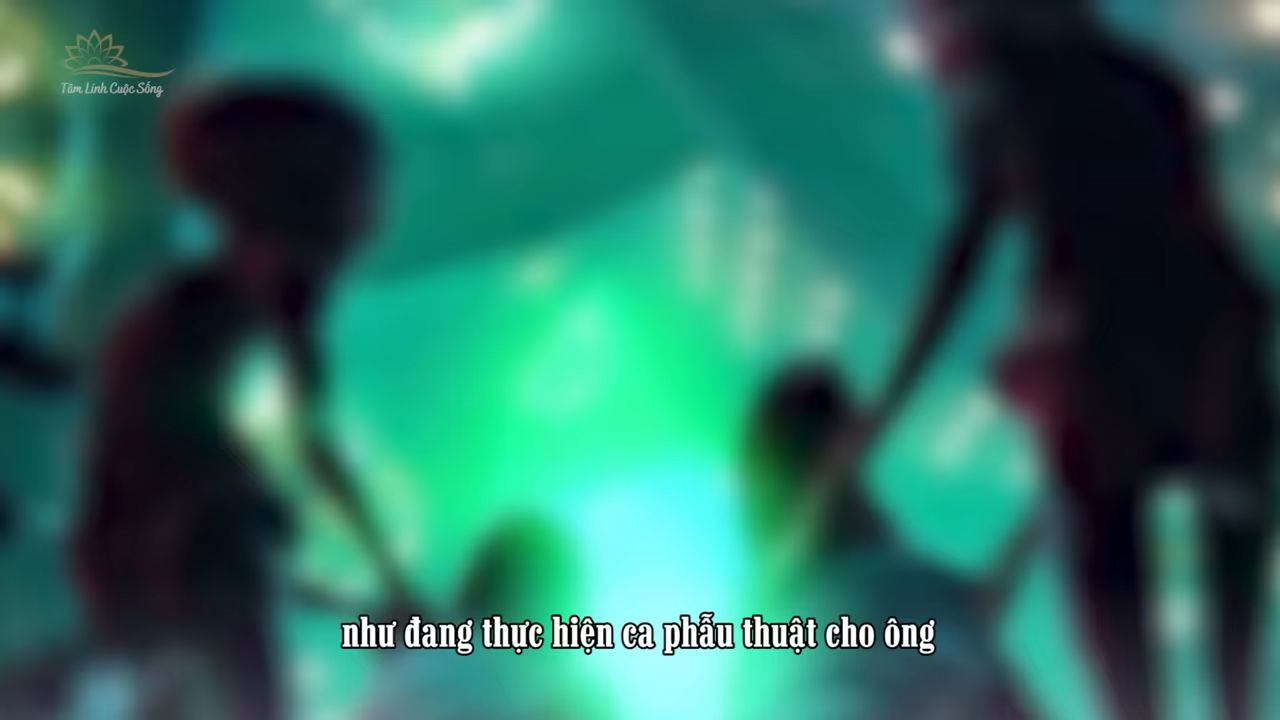 Tâm Linh Cuộc Sống
như đang thực hiện ca phẫu thuật cho ông